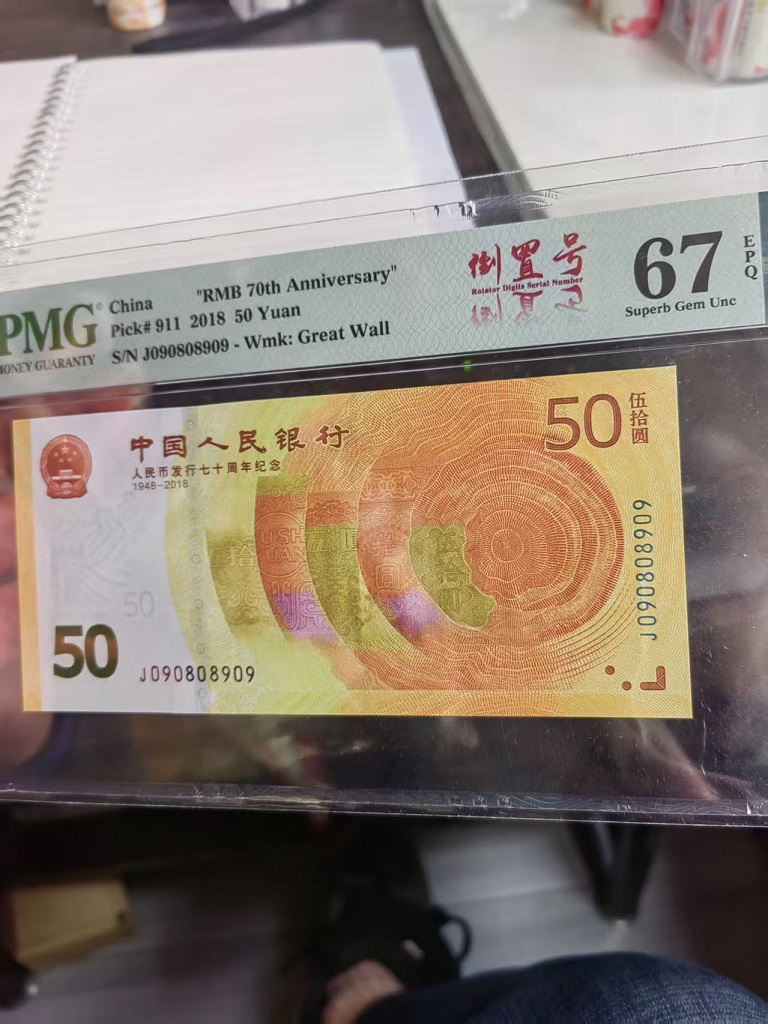 PMG
MONEY GUARANTY
China "RMB 70th Anniversary"
Pick# 911 2018 50 Yuan
S/N J090808909 - Wmk: Great Wall
倒置号
Rotator Digits Serial Number
67
EPQ
Superb Gem Unc
中国人民银行
人民币发行七十周年纪念
1948-2018
50
伍拾圆
50
50
J090808909
J090808909